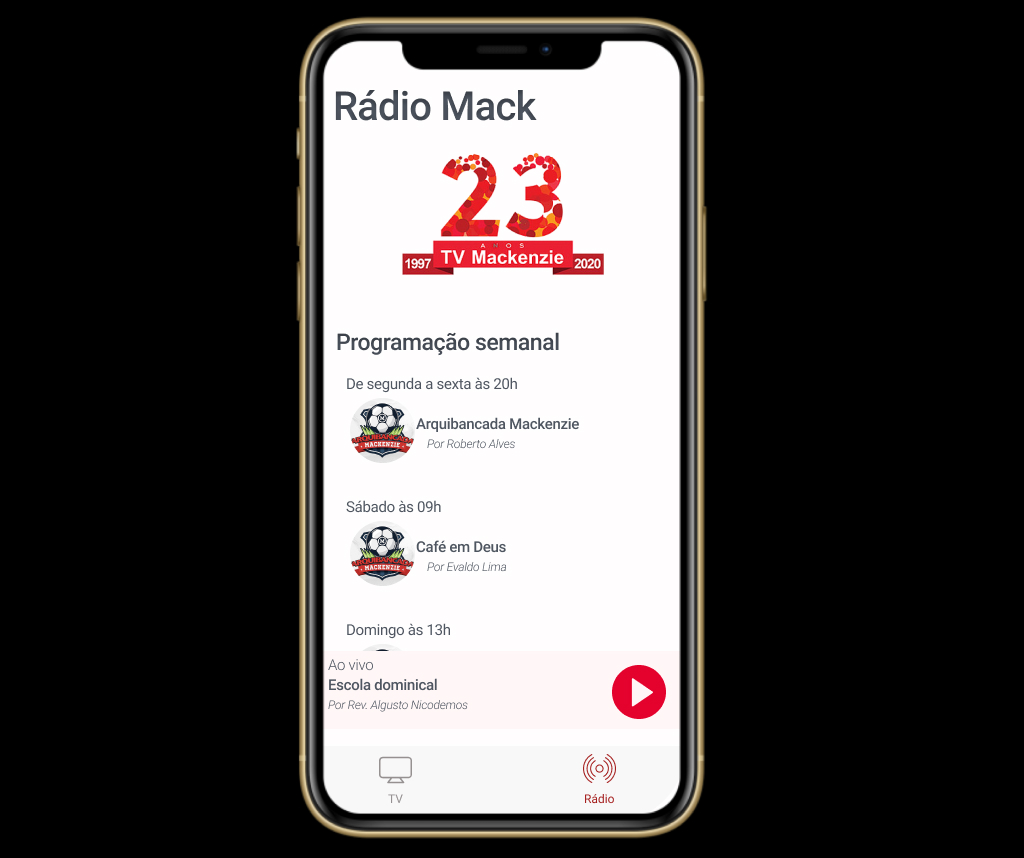 Rádio Mack
23
ANOS
1997 TV Mackenzie 2020
Programação semanal
De segunda a sexta às 20h
ARQUIBANCADA
MACKENZIE
Arquibancada Mackenzie
Por Roberto Alves
Sábado às 09h
ARQUIBANCADA
MACKENZIE
Café em Deus
Por Evaldo Lima
Domingo às 13h
Ao vivo
Escola dominical
Por Rev. Algusto Nicodemos
TV
Rádio